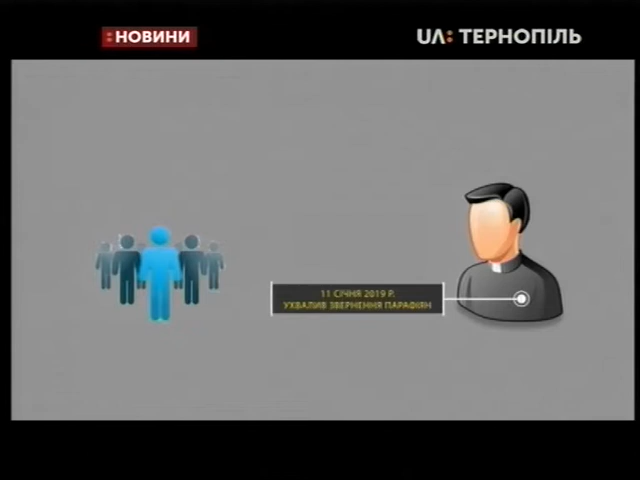 :НОВИНИ
UA: ТЕРНОПІЛЬ
11 СІЧНЯ 2019 Р.
УХВАЛИВ ЗВЕРНЕННЯ ПАРАФІЯН